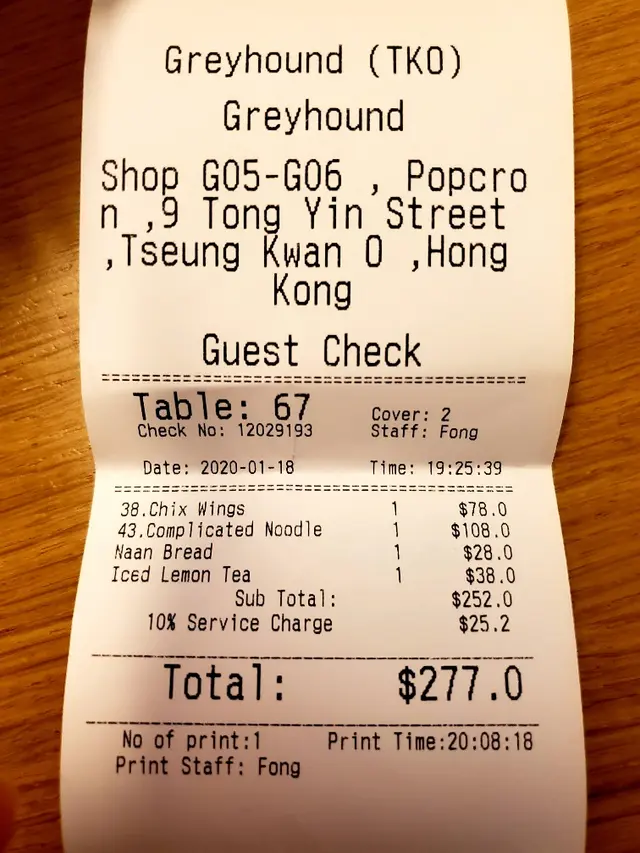 Greyhound (TKO)
Greyhound
Shop G05-G06 , Popcro
n ,9 Tong Yin Street
,Tseung Kwan O ,Hong
Kong
Guest Check
Table: 67 Cover: 2
Check No: 12029193 Staff: Fong
Date: 2020-01-18 Time: 19:25:39
38.Chix Wings 1 $78.0
43.Complicated Noodle 1 $108.0
Naan Bread 1 $28.0
Iced Lemon Tea 1 $38.0
Sub Total: $252.0
10% Service Charge $25.2
Total: $277.0
No of print:1 Print Time:20:08:18
Print Staff: Fong